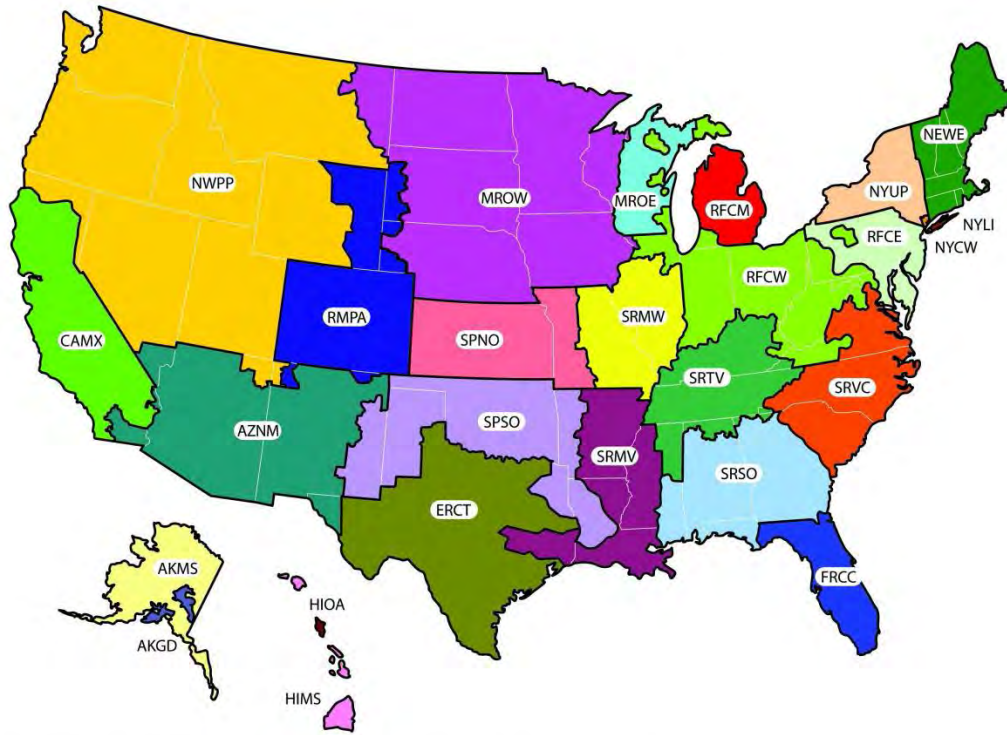 NWPP
MROW
MROE
RFCM
NEWE
NYUP
NYLI
NYCW
RFCE
RFCW
CAMX
RMPA
SPNO
SRMW
SRTV
SRVC
AZNM
SPSO
SRMV
SRSO
ERCT
FRCC
AKMS
AKGD
HIOA
HIMS